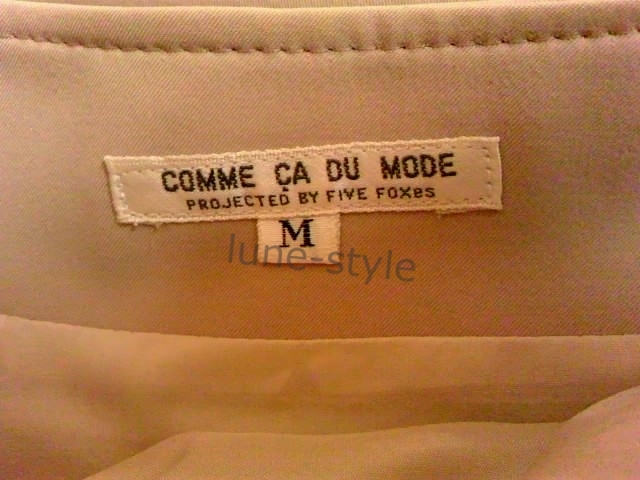 COMME ÇA DU MODE
PROJECTED BY FIVE FOXes
M
lune-style